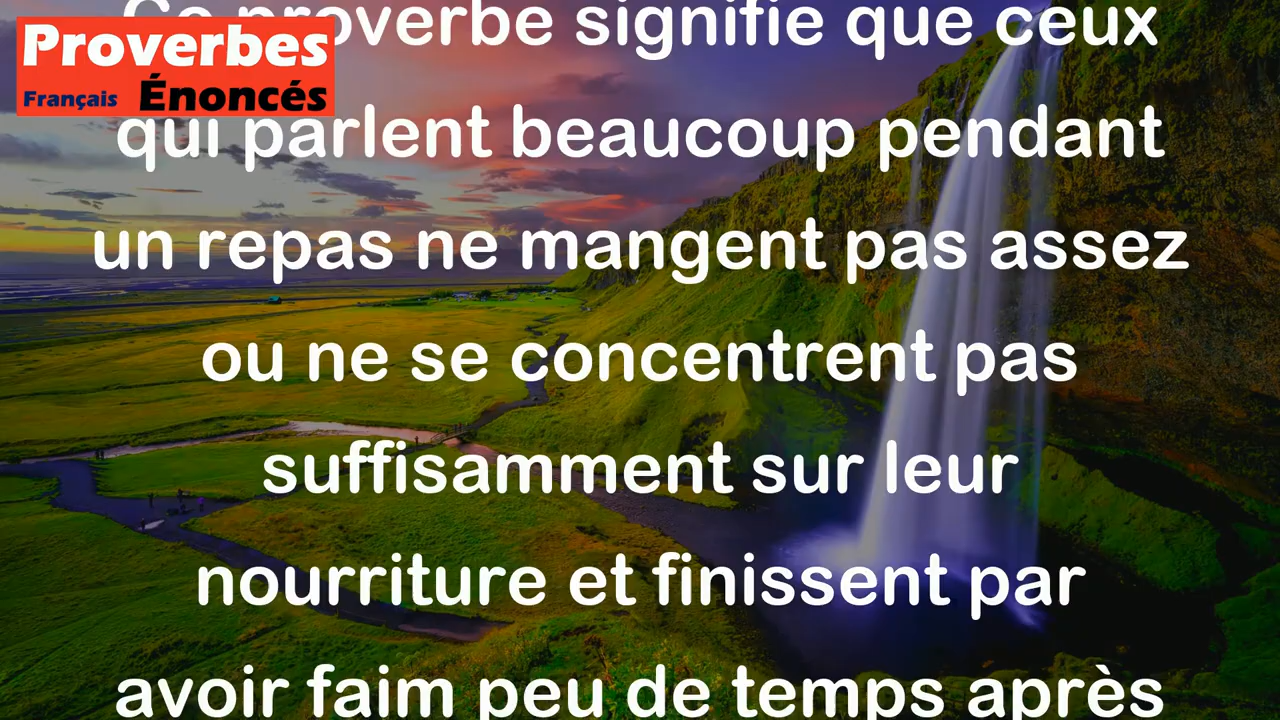 Proverbes
Français Énoncés
Ce proverbe signifie que ceux
qui parlent beaucoup pendant
un repas ne mangent pas assez
ou ne se concentrent pas
suffisamment sur leur
nourriture et finissent par
avoir faim peu de temps après